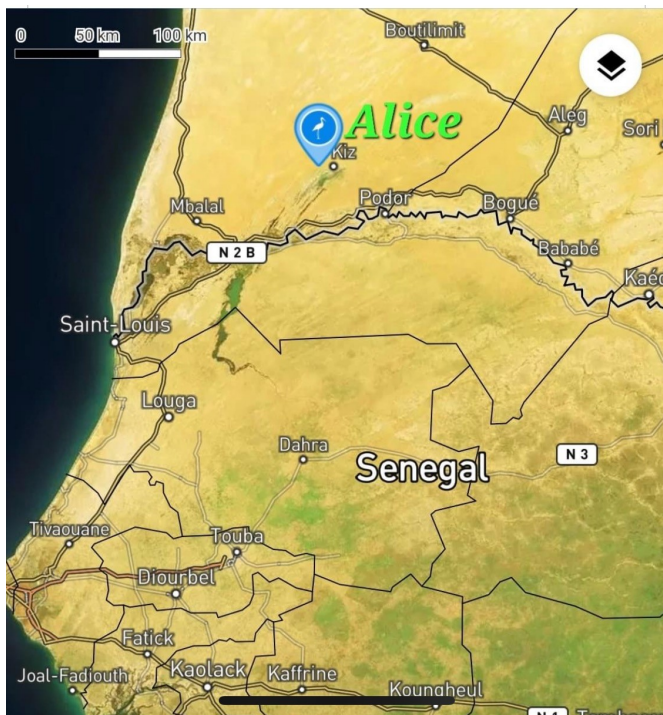 0 50 km 100 km
Boutilimit
Alice
Aleg
Sori
Kiz
Mbalal
Podor
Bogué
N 2 B
Bababé
Kaéd
Saint-Louis
Louga
Dahra
Senegal
N 3
Tivaouane
Touba
Diourbel
Fatick
Joal-Fadiouth
Kaolack
Kaffrine
Koungheul